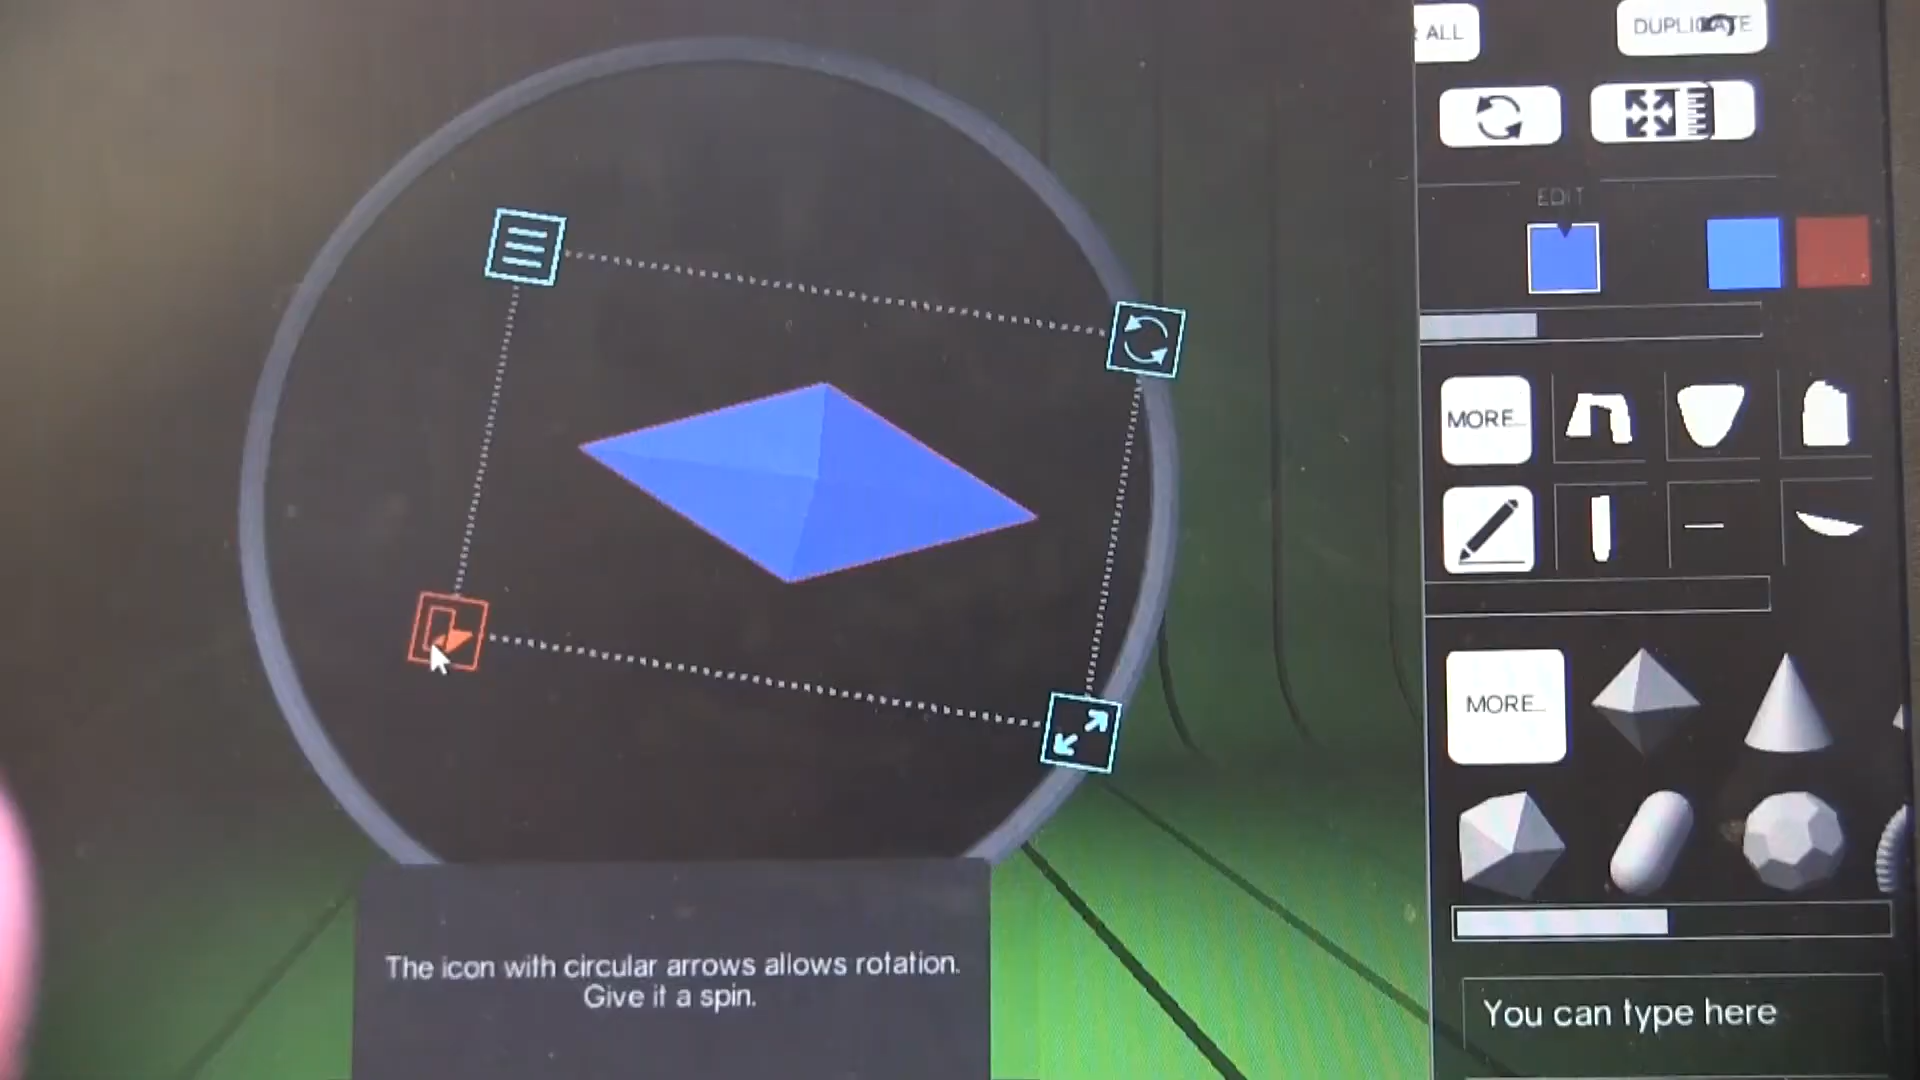 ALL
DUPLICATE
EDIT
MORE...
MORE...
The icon with circular arrows allows rotation.
Give it a spin.
You can type here